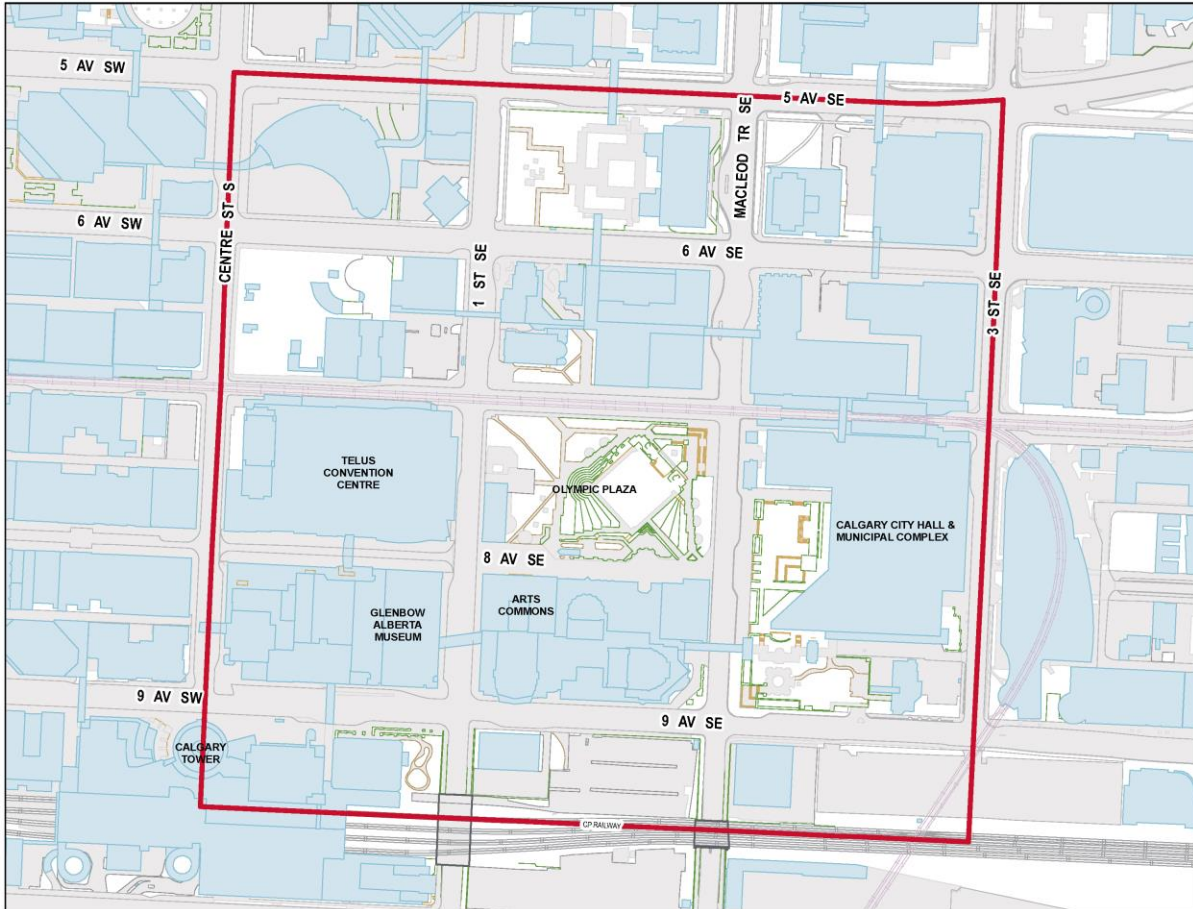 5 AV SW
5 AV SE
MACLEOD TR SE
CENTRE ST S
6 AV SW
6 AV SE
1 ST SE
3 ST SE
TELUS
CONVENTION
CENTRE
OLYMPIC PLAZA
CALGARY CITY HALL &
MUNICIPAL COMPLEX
8 AV SE
GLENBOW
ALBERTA
MUSEUM
ARTS
COMMONS
9 AV SW
9 AV SE
CALGARY
TOWER
CP RAILWAY